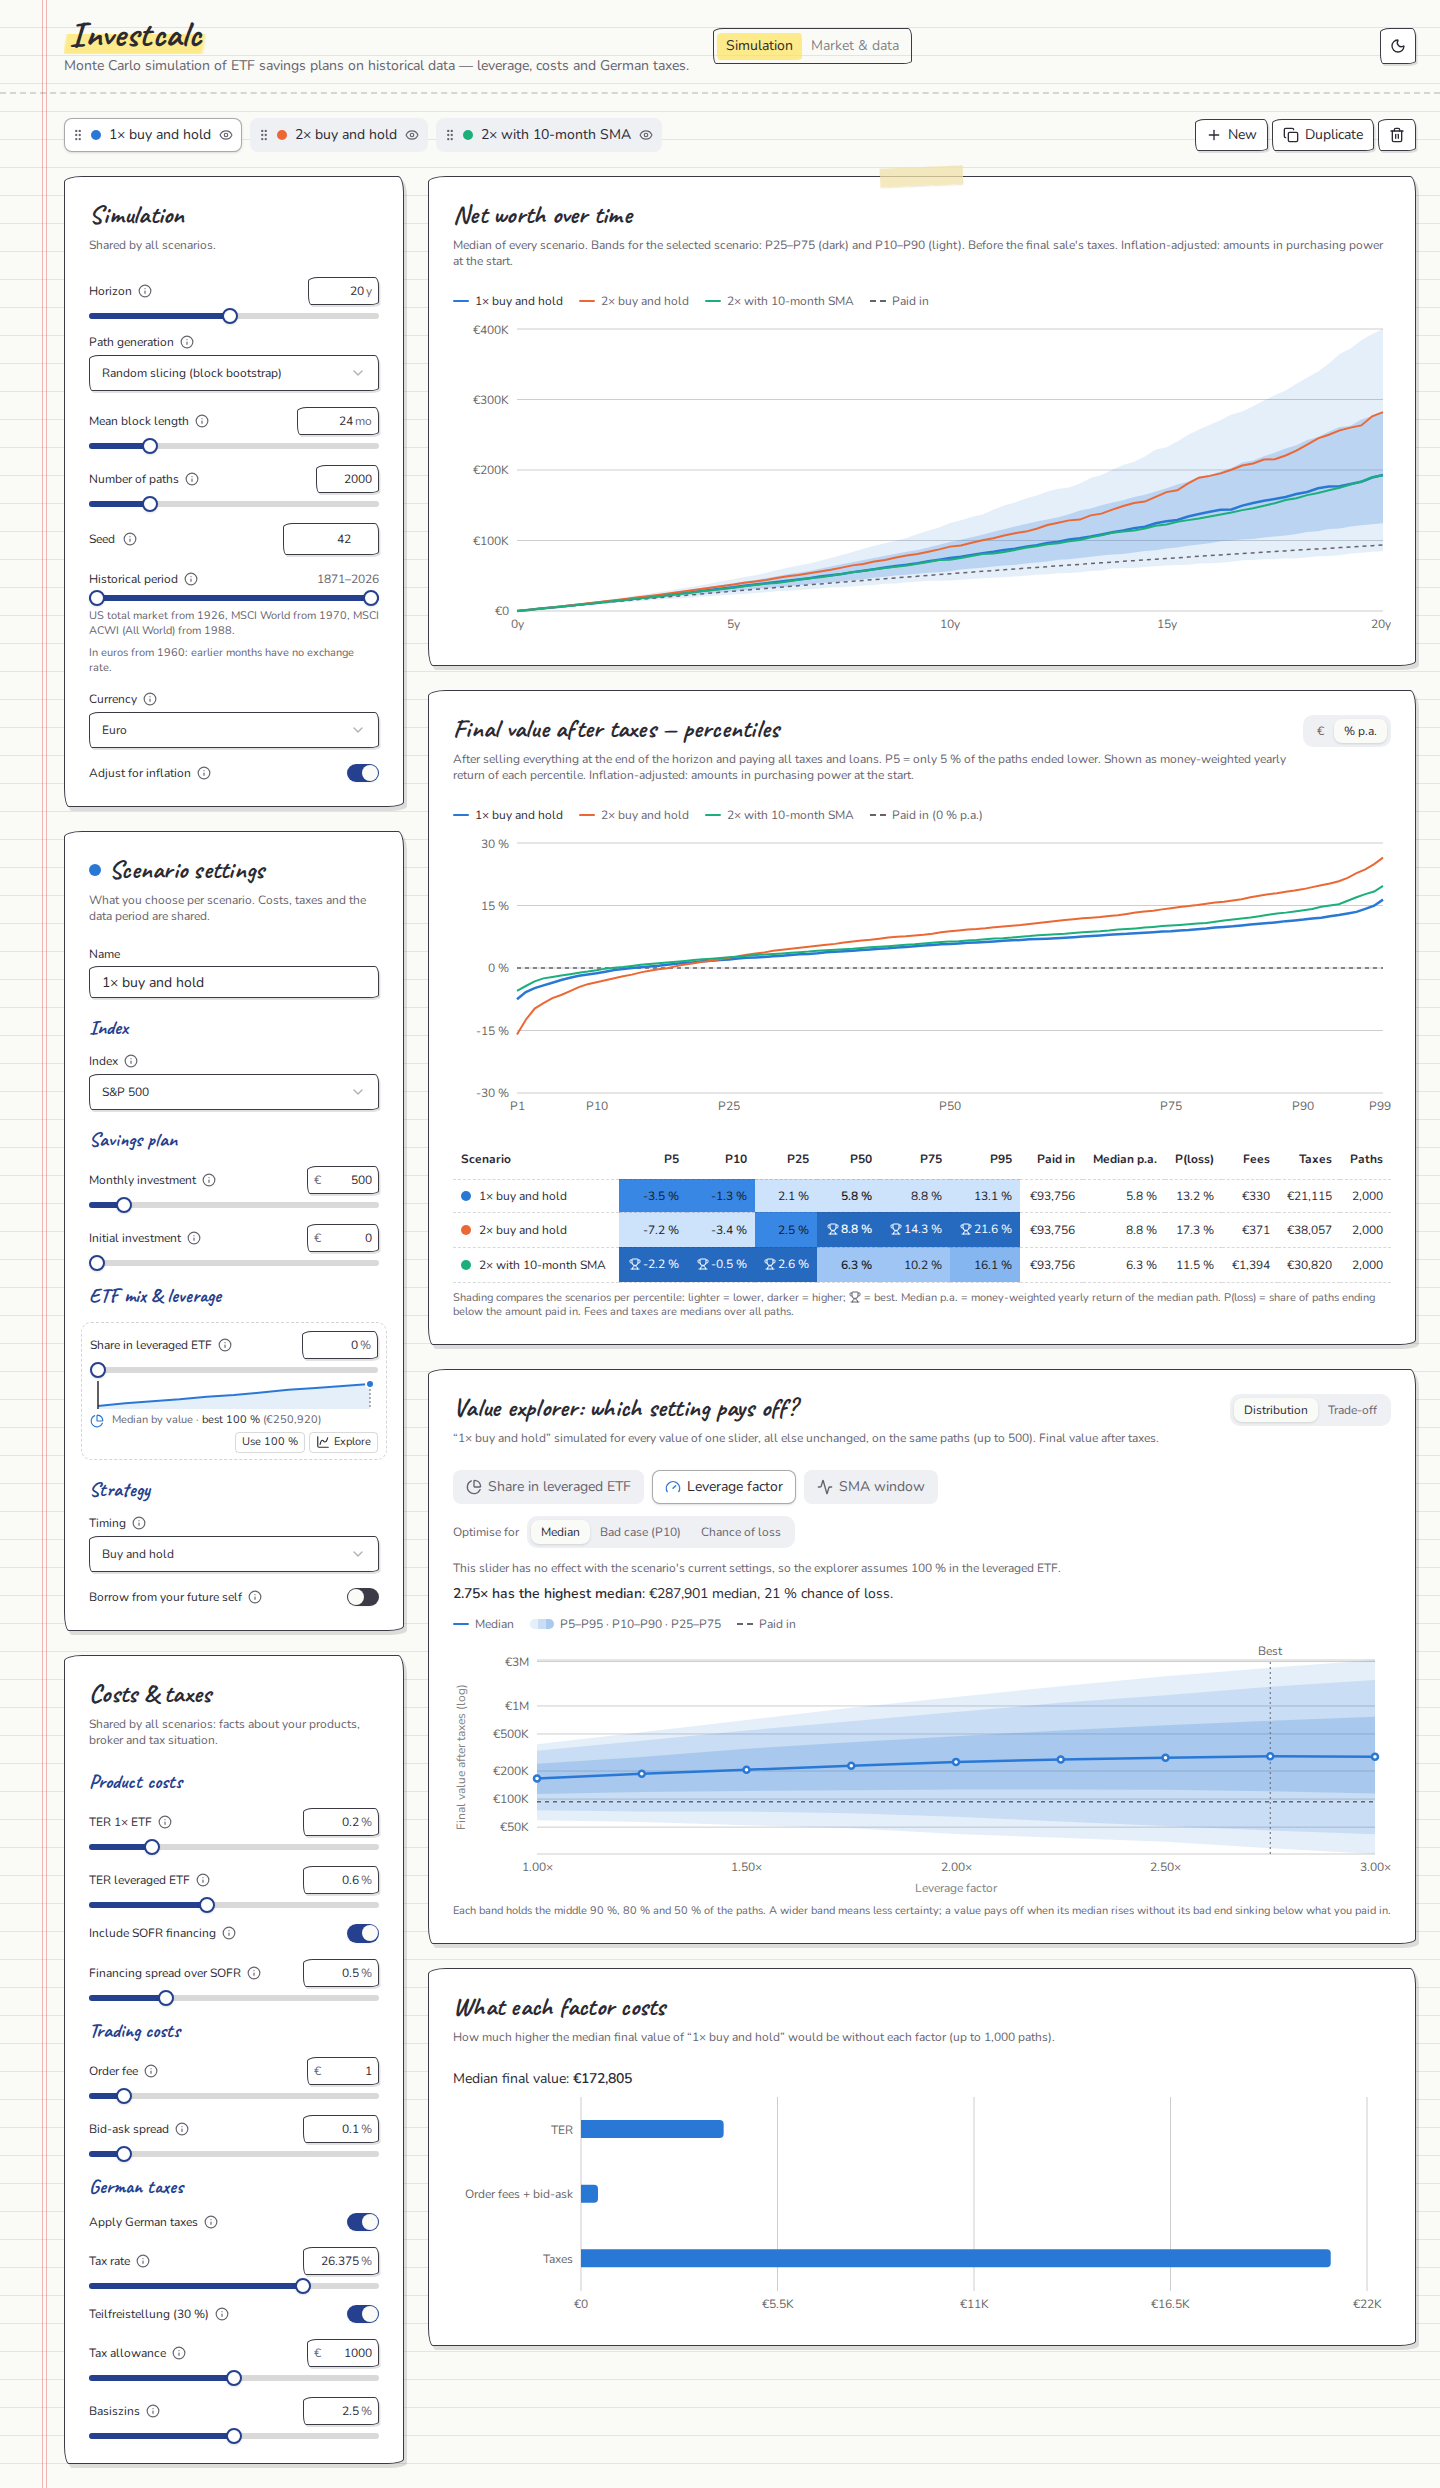 Investcalc
Monte Carlo simulation of ETF savings plans on historical data — leverage, costs and German taxes.
Simulation Market & data
1× buy and hold 2× buy and hold 2× with 10-month SMA
New Duplicate
Simulation
Shared by all scenarios.
Horizon 20 y
Path generation
Random slicing (block bootstrap)
Mean block length 24 mo
Number of paths 2000
Seed 42
Historical period 1871–2026
US total market from 1926, MSCI World from 1970, MSCI
ACWI (All World) from 1988.
In euros from 1960: earlier months have no exchange
rate.
Currency
Euro
Adjust for inflation
Scenario settings
What you choose per scenario. Costs, taxes and the
data period are shared.
Name
1× buy and hold
Index
Index
S&P 500
Savings plan
Monthly investment € 500
Initial investment € 0
ETF mix & leverage
Share in leveraged ETF 0 %
Median by value · best 100 % (€250,920)
Use 100 % Explore
Strategy
Timing
Buy and hold
Borrow from your future self
Costs & taxes
Shared by all scenarios: facts about your products,
broker and tax situation.
Product costs
TER 1× ETF 0.2 %
TER leveraged ETF 0.6 %
Include SOFR financing
Financing spread over SOFR 0.5 %
Trading costs
Order fee € 1
Bid-ask spread 0.1 %
German taxes
Apply German taxes
Tax rate 26.375 %
Teilfreistellung (30 %)
Tax allowance € 1000
Basiszins 2.5 %
Net worth over time
Median of every scenario. Bands for the selected scenario: P25–P75 (dark) and P10–P90 (light). Before the final sale's taxes. Inflation-adjusted: amounts in purchasing power
at the start.
1× buy and hold 2× buy and hold 2× with 10-month SMA Paid in
€400K
€300K
€200K
€100K
€0
0y 5y 10y 15y 20y
Final value after taxes — percentiles
€ % p.a.
After selling everything at the end of the horizon and paying all taxes and loans. P5 = only 5 % of the paths ended lower. Shown as money-weighted yearly
return of each percentile. Inflation-adjusted: amounts in purchasing power at the start.
1× buy and hold 2× buy and hold 2× with 10-month SMA Paid in (0 % p.a.)
30 %
15 %
0 %
-15 %
-30 %
P1 P10 P25 P50 P75 P90 P99
Scenario P5 P10 P25 P50 P75 P95 Paid in Median p.a. P(loss) Fees Taxes Paths
1× buy and hold -3.5 % -1.3 % 2.1 % 5.8 % 8.8 % 13.1 % €93,756 5.8 % 13.2 % €330 €21,115 2,000
2× buy and hold -7.2 % -3.4 % 2.5 % 8.8 % 14.3 % 21.6 % €93,756 8.8 % 17.3 % €371 €38,057 2,000
2× with 10-month SMA -2.2 % -0.5 % 2.6 % 6.3 % 10.2 % 16.1 % €93,756 6.3 % 11.5 % €1,394 €30,820 2,000
Shading compares the scenarios per percentile: lighter = lower, darker = higher; = best. Median p.a. = money-weighted yearly return of the median path. P(loss) = share of paths ending
below the amount paid in. Fees and taxes are medians over all paths.
Value explorer: which setting pays off?
Distribution Trade-off
“1× buy and hold” simulated for every value of one slider, all else unchanged, on the same paths (up to 500). Final value after taxes.
Share in leveraged ETF Leverage factor SMA window
Optimise for Median Bad case (P10) Chance of loss
This slider has no effect with the scenario's current settings, so the explorer assumes 100 % in the leveraged ETF.
2.75× has the highest median: €287,901 median, 21 % chance of loss.
Median P5–P95 · P10–P90 · P25–P75 Paid in
Best
Final value after taxes (log)
€3M
€1M
€500K
€200K
€100K
€50K
1.00× 1.50× 2.00× 2.50× 3.00×
Leverage factor
Each band holds the middle 90 %, 80 % and 50 % of the paths. A wider band means less certainty; a value pays off when its median rises without its bad end sinking below what you paid in.
What each factor costs
How much higher the median final value of “1× buy and hold” would be without each factor (up to 1,000 paths).
Median final value: €172,805
TER
Order fees + bid-ask
Taxes
€0 €5.5K €11K €16.5K €22K